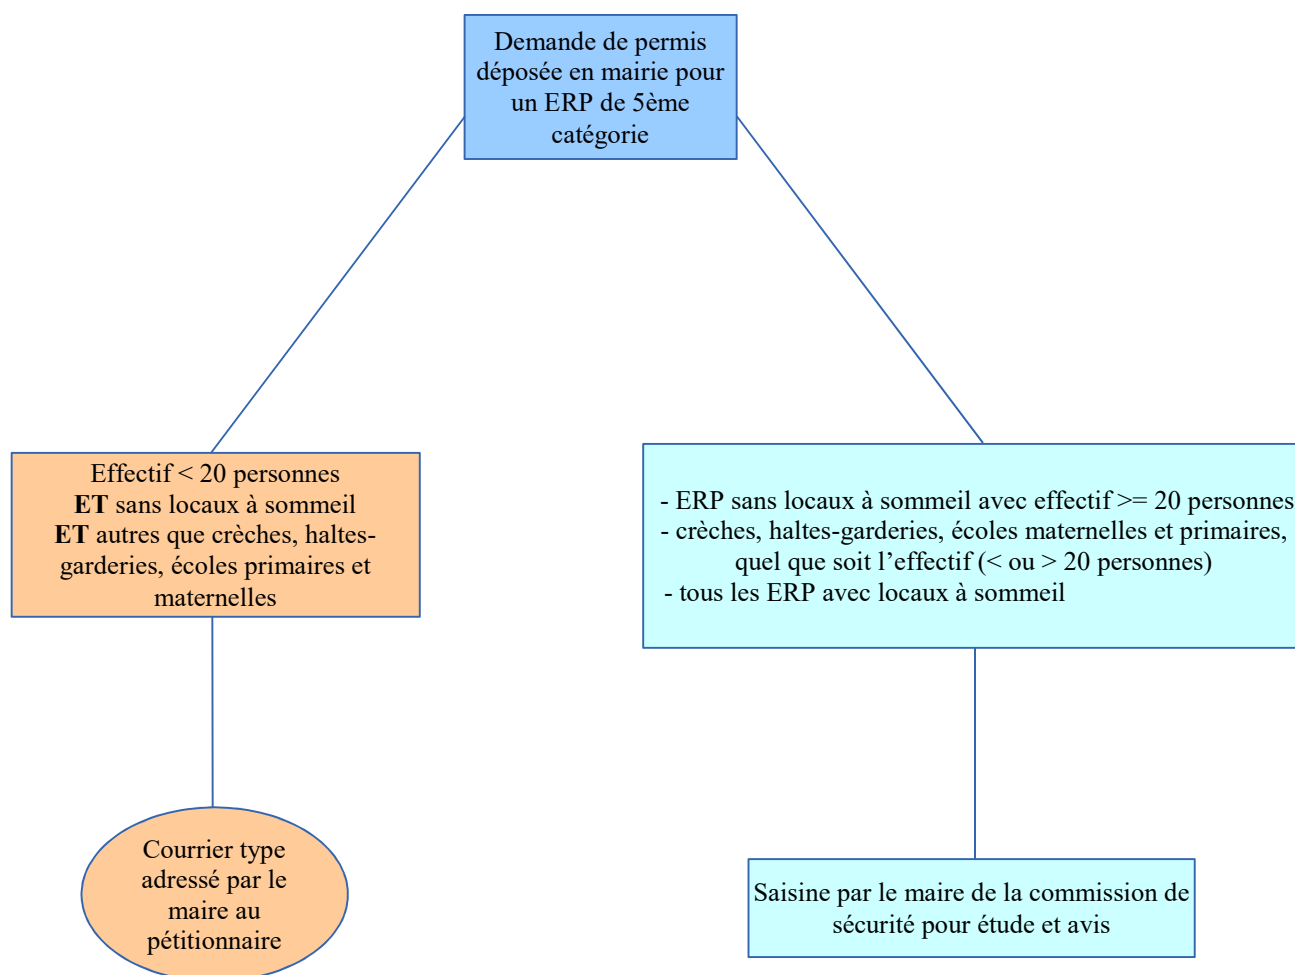 Demande de permis
déposée en mairie pour
un ERP de 5ème
catégorie
Effectif < 20 personnes
ET sans locaux à sommeil
ET autres que crèches, haltes-
garderies, écoles primaires et
maternelles
- ERP sans locaux à sommeil avec effectif >= 20 personnes
- crèches, haltes-garderies, écoles maternelles et primaires,
quel que soit l’effectif (< ou > 20 personnes)
- tous les ERP avec locaux à sommeil
Courrier type
adressé par le
maire au
pétitionnaire
Saisine par le maire de la commission de
sécurité pour étude et avis